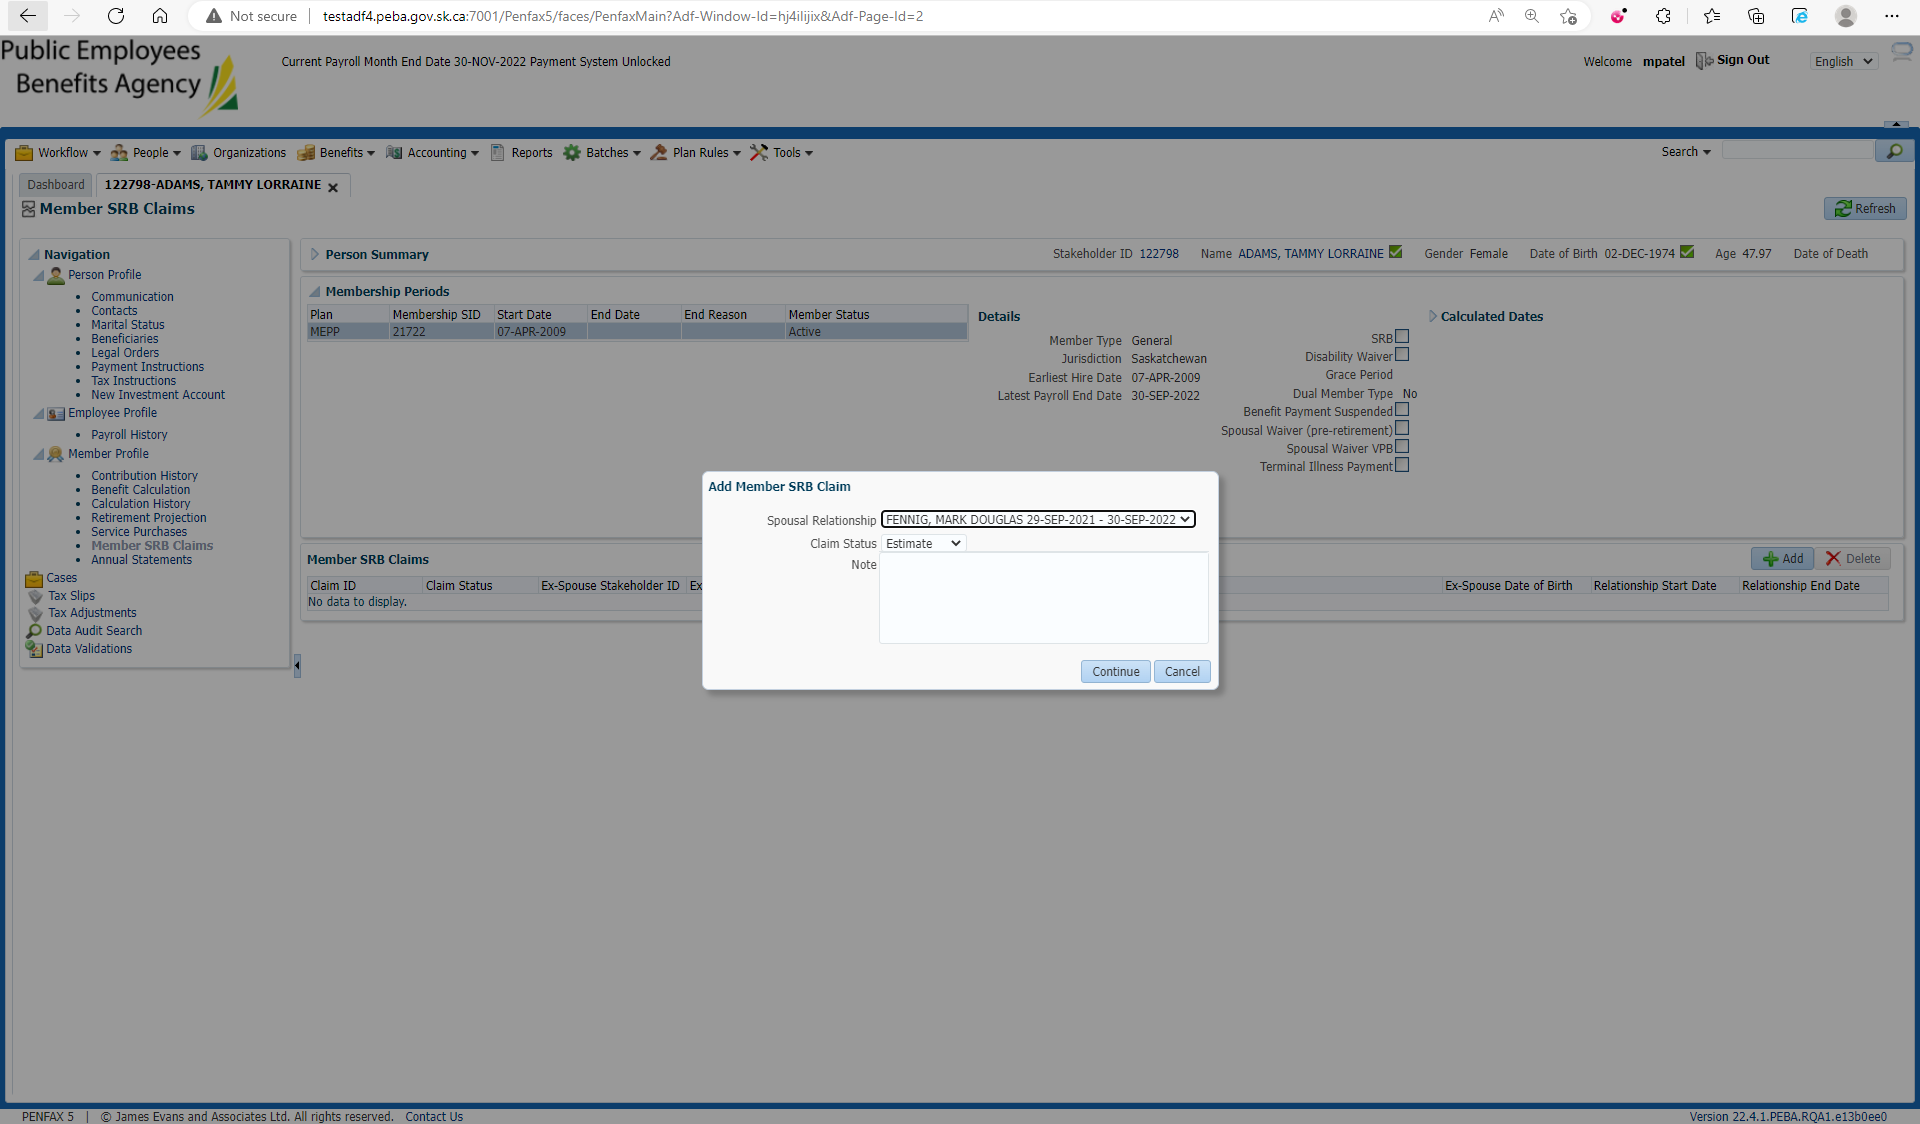 Not secure
testadf4.peba.gov.sk.ca:7001/Penfax5/faces/PenfaxMain?Adf-Window-Id=hj4ilijix&Adf-Page-Id=2
Public Employees
Benefits Agency
Current Payroll Month End Date 30-NOV-2022 Payment System Unlocked
Welcome mpatel Sign Out English
Workflow People Organizations Benefits Accounting Reports Batches Plan Rules Tools Search
Dashboard 122798-ADAMS, TAMMY LORRAINE
Member SRB Claims Refresh
Navigation
Person Profile
Communication
Contacts
Marital Status
Beneficiaries
Legal Orders
Payment Instructions
Tax Instructions
New Investment Account
Employee Profile
Payroll History
Member Profile
Contribution History
Benefit Calculation
Calculation History
Retirement Projection
Service Purchases
Member SRB Claims
Annual Statements
Cases
Tax Slips
Tax Adjustments
Data Audit Search
Data Validations
Person Summary Stakeholder ID 122798 Name ADAMS, TAMMY LORRAINE Gender Female Date of Birth 02-DEC-1974 Age 47.97 Date of Death
Membership Periods
Plan Membership SID Start Date End Date End Reason Member Status
MEPP 21722 07-APR-2009 Active
Details
Member Type General
Jurisdiction Saskatchewan
Earliest Hire Date 07-APR-2009
Latest Payroll End Date 30-SEP-2022
SRB
Disability Waiver
Grace Period
Dual Member Type No
Benefit Payment Suspended
Spousal Waiver (pre-retirement)
Spousal Waiver VPB
Terminal Illness Payment
Calculated Dates
Add Member SRB Claim
Spousal Relationship FENNIG, MARK DOUGLAS 29-SEP-2021 - 30-SEP-2022
Claim Status Estimate
Note
Continue Cancel
Member SRB Claims Add Delete
Claim ID Claim Status Ex-Spouse Stakeholder ID Ex Ex-Spouse Date of Birth Relationship Start Date Relationship End Date
No data to display.
PENFAX 5 | © James Evans and Associates Ltd. All rights reserved. Contact Us Version 22.4.1.PEBA.RQA1.e13b0ee0